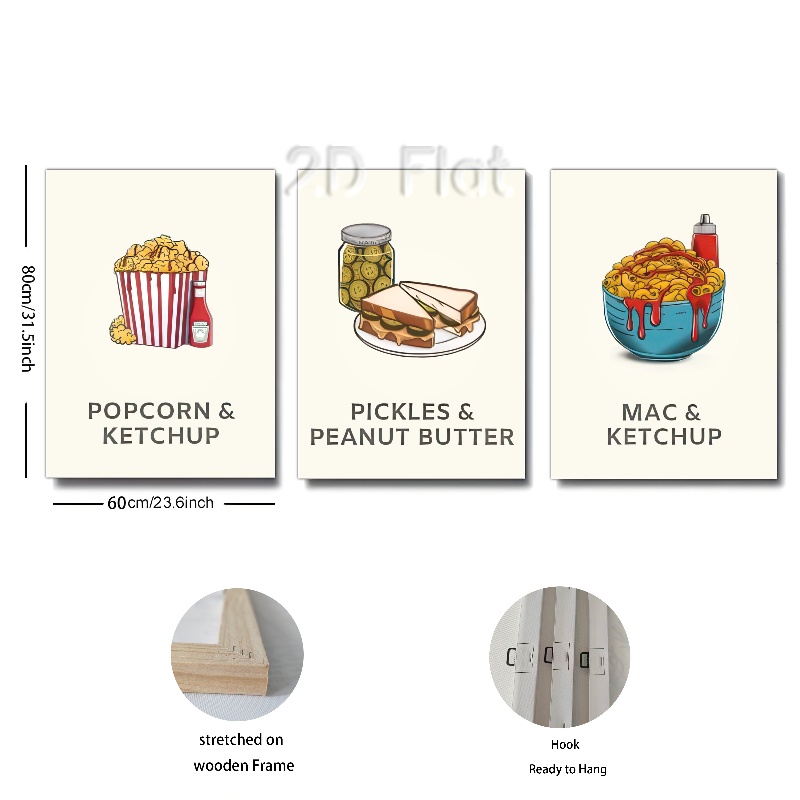 2D Flat
80cm/31.5inch
POPCORN &
KETCHUP
PICKLES &
PEANUT BUTTER
MAC &
KETCHUP
60cm/23.6inch
stretched on
wooden Frame
Hook
Ready to Hang